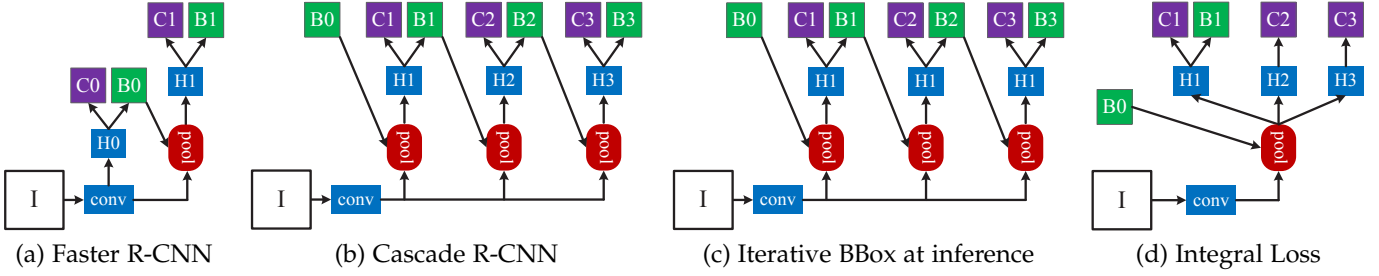 C1 B1
C0 B0 H1
H0 pool
I conv
(a) Faster R-CNN
B0 C1 B1 C2 B2 C3 B3
H1 H2 H3
pool pool pool
I conv
(b) Cascade R-CNN
B0 C1 B1 C2 B2 C3 B3
H1 H1 H1
pool pool pool
I conv
(c) Iterative BBox at inference
C1 B1 C2 C3
H1 H2 H3
B0 pool
I conv
(d) Integral Loss